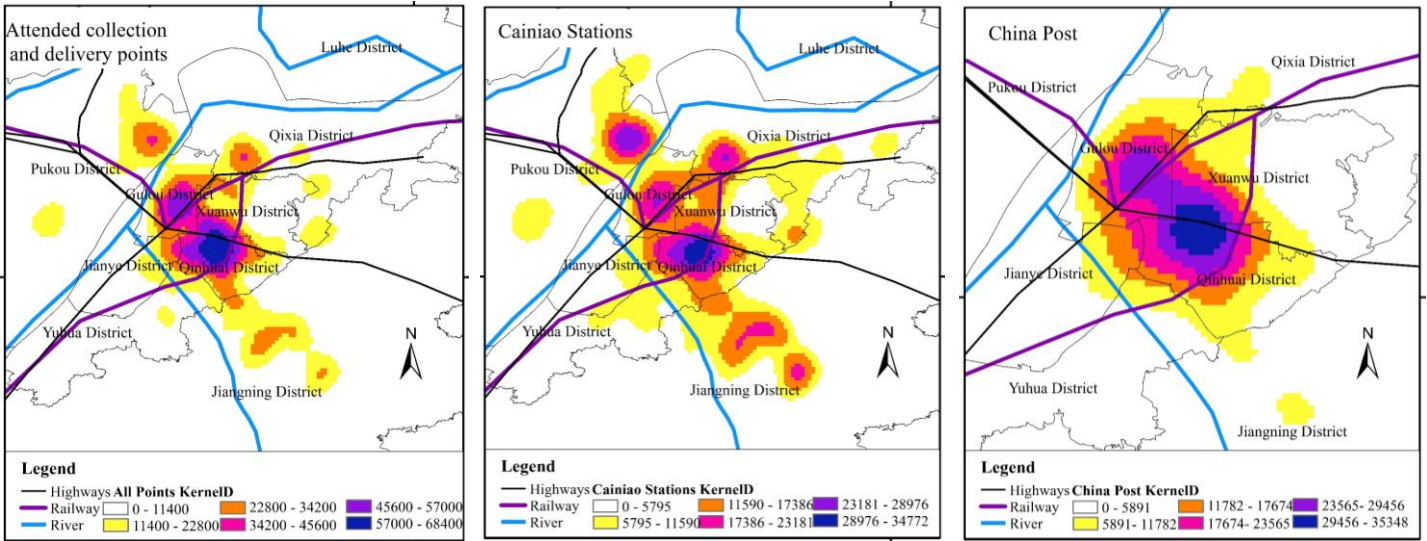 Attended collection
and delivery points
Luhe District
Qixia District
Pukou District
Gulou District
Xuanwu District
Jianye District
Qinhuai District
Yuhua District
N
Jiangning District
Legend
Highways All Points KernelD
Railway 0 - 11400 22800 - 34200 45600 - 57000
River 11400 - 22800 34200 - 45600 57000 - 68400
Cainiao Stations
Luhe District
Qixia District
Pukou District
Gulou District
Xuanwu District
Jianye District
Qinhuai District
Yuhua District
N
Jiangning District
Legend
Highways Cainiao Stations KernelD
Railway 0 - 5795 11590 - 17386 23181 - 28976
River 5795 - 11590 17386 - 23181 28976 - 34772
China Post
Qixia District
Pukou District
Gulou District
Xuanwu District
Jianye District
Qinhuai District
N
Yuhua District
Jiangning District
Legend
Highways China Post KernelD
Railway 0 - 5891 11782 - 17674 23565 - 29456
River 5891 - 11782 17674 - 23565 29456 - 35348